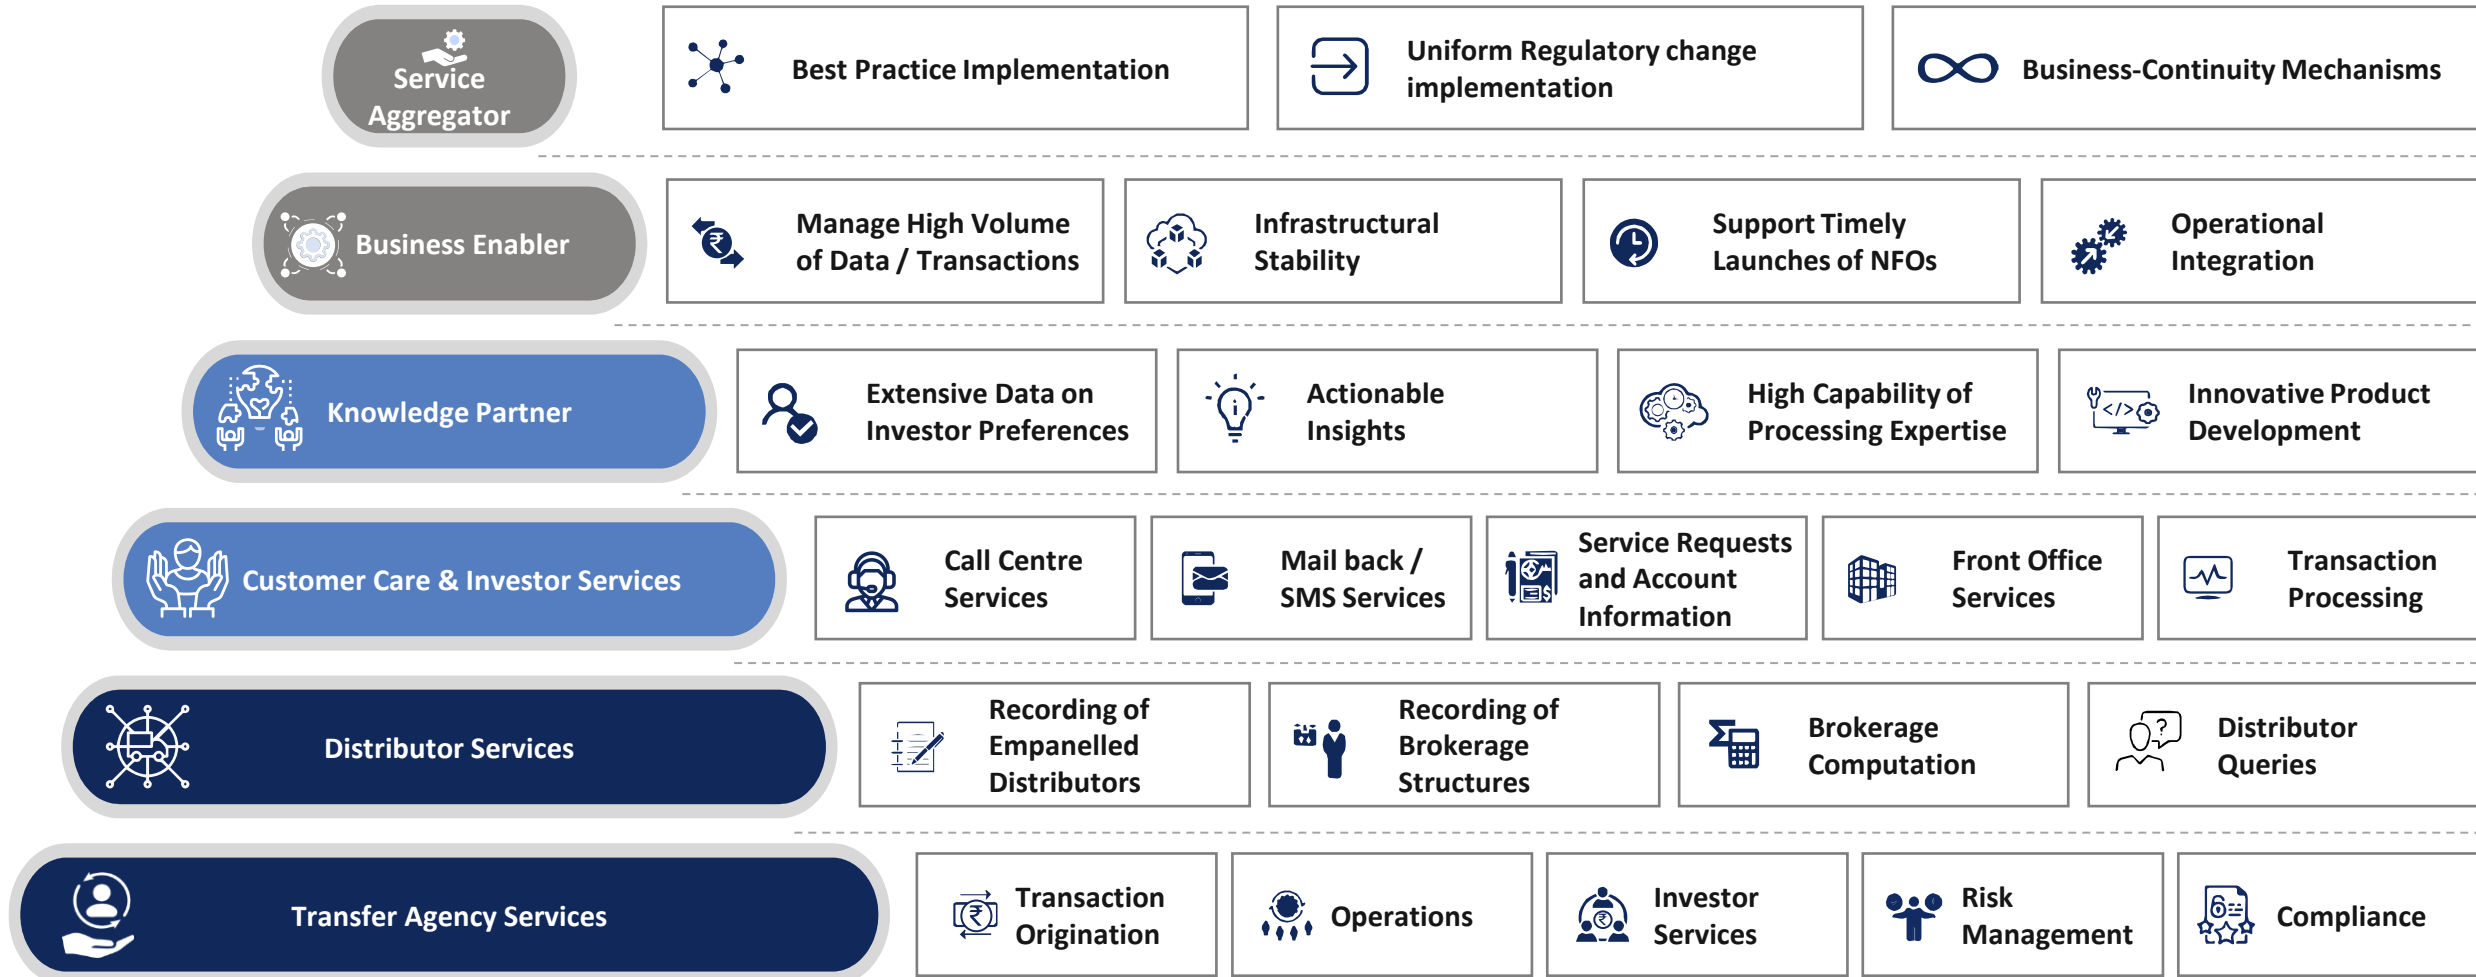 Service
Aggregator
Best Practice Implementation
Uniform Regulatory change
implementation
Business-Continuity Mechanisms
Business Enabler
Manage High Volume
of Data / Transactions
Infrastructural
Stability
Support Timely
Launches of NFOs
Operational
Integration
Knowledge Partner
Extensive Data on
Investor Preferences
Actionable
Insights
High Capability of
Processing Expertise
Innovative Product
Development
Customer Care & Investor Services
Call Centre
Services
Mail back /
SMS Services
Service Requests
and Account
Information
Front Office
Services
Transaction
Processing
Distributor Services
Recording of
Empanelled
Distributors
Recording of
Brokerage
Structures
Brokerage
Computation
Distributor
Queries
Transfer Agency Services
Transaction
Origination
Operations
Investor
Services
Risk
Management
Compliance